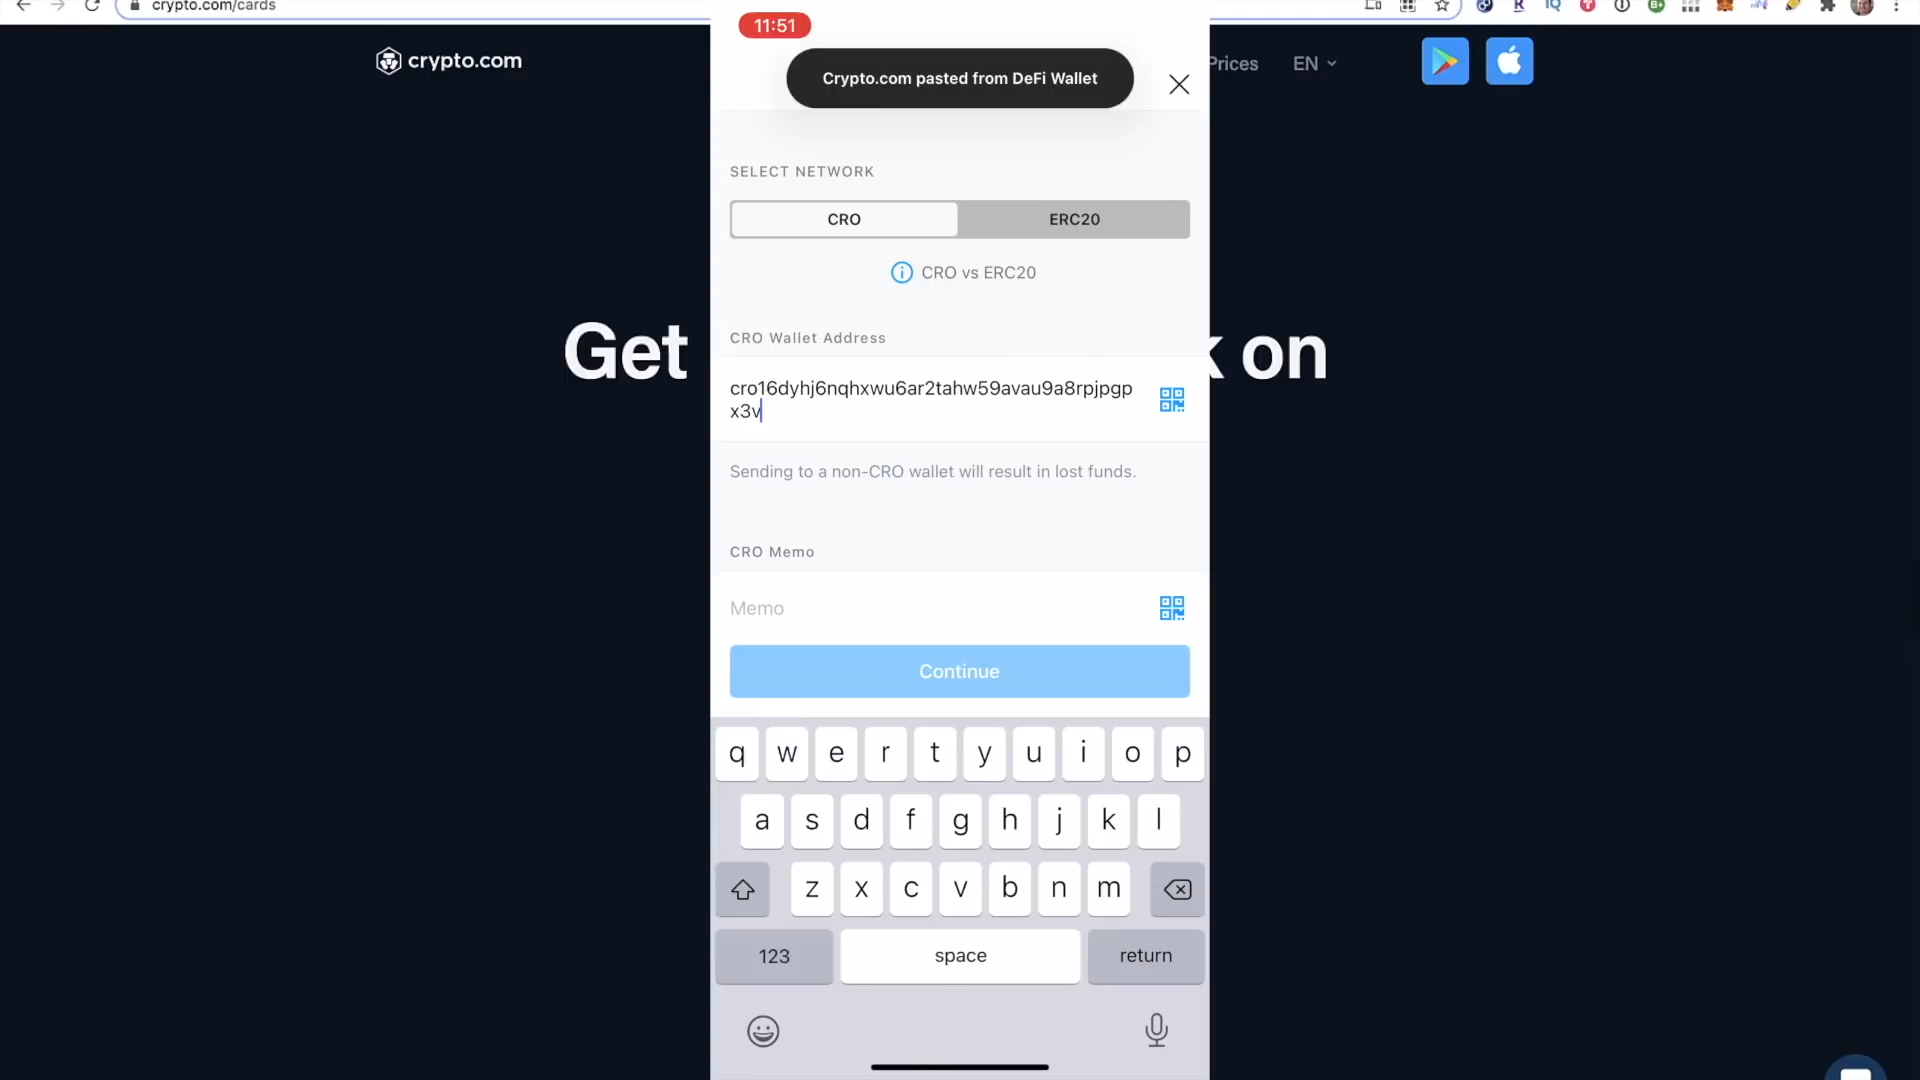 crypto.com/cards
11:51
crypto.com
Crypto.com pasted from DeFi Wallet
Prices
EN
SELECT NETWORK
CRO
ERC20
CRO vs ERC20
Get
k on
CRO Wallet Address
cro16dyhj6nqhxwu6ar2tahw59avau9a8rpjpgp
x3v
Sending to a non-CRO wallet will result in lost funds.
CRO Memo
Memo
Continue
q w e r t y u i o p
a s d f g h j k l
z x c v b n m
123
space
return